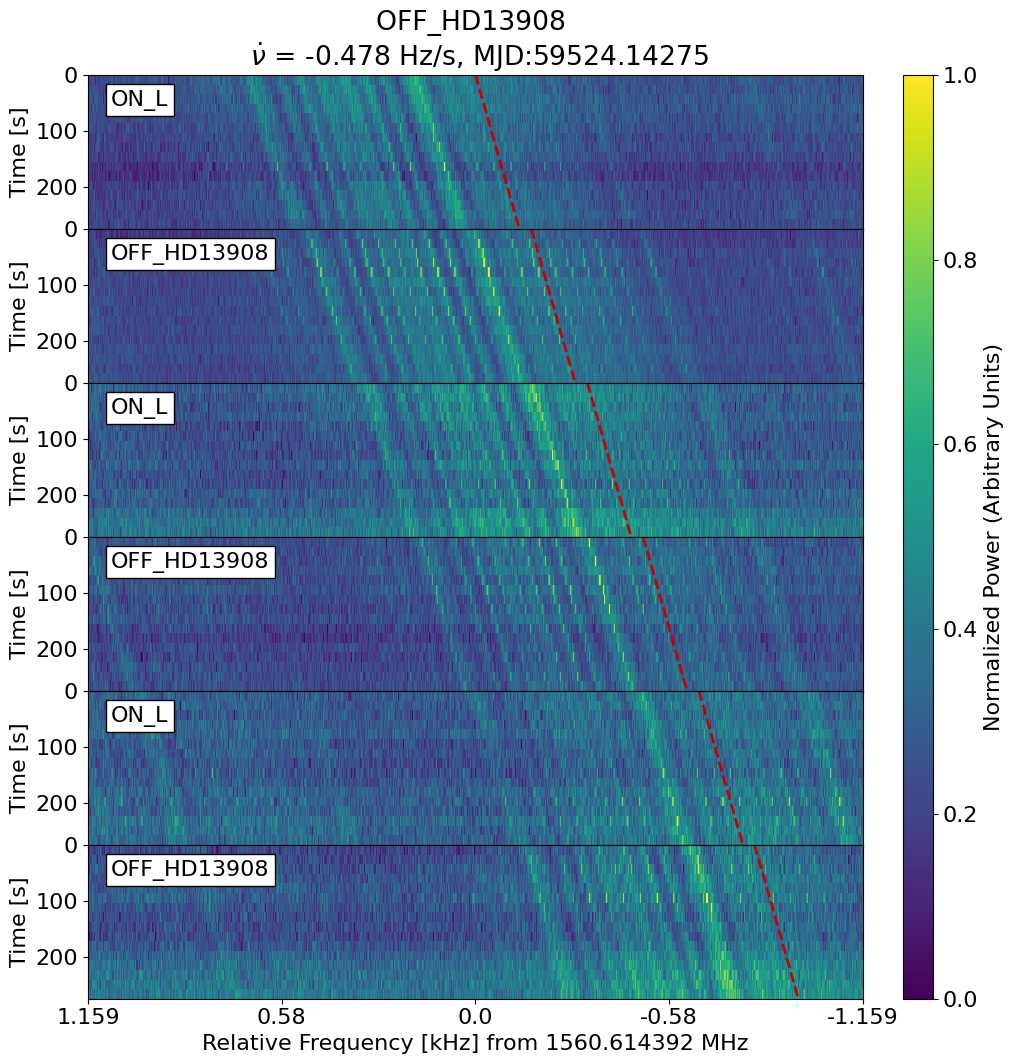 OFF_HD13908
ν̇ = -0.478 Hz/s, MJD:59524.14275
0
ON_L
100
Time [s]
200
0
OFF_HD13908
100
Time [s]
200
0
ON_L
100
Time [s]
200
0
OFF_HD13908
100
Time [s]
200
0
ON_L
100
Time [s]
200
0
OFF_HD13908
100
Time [s]
200
1.159 0.58 0.0 -0.58 -1.159
Relative Frequency [kHz] from 1560.614392 MHz
1.0
0.8
0.6
0.4
0.2
0.0
Normalized Power (Arbitrary Units)